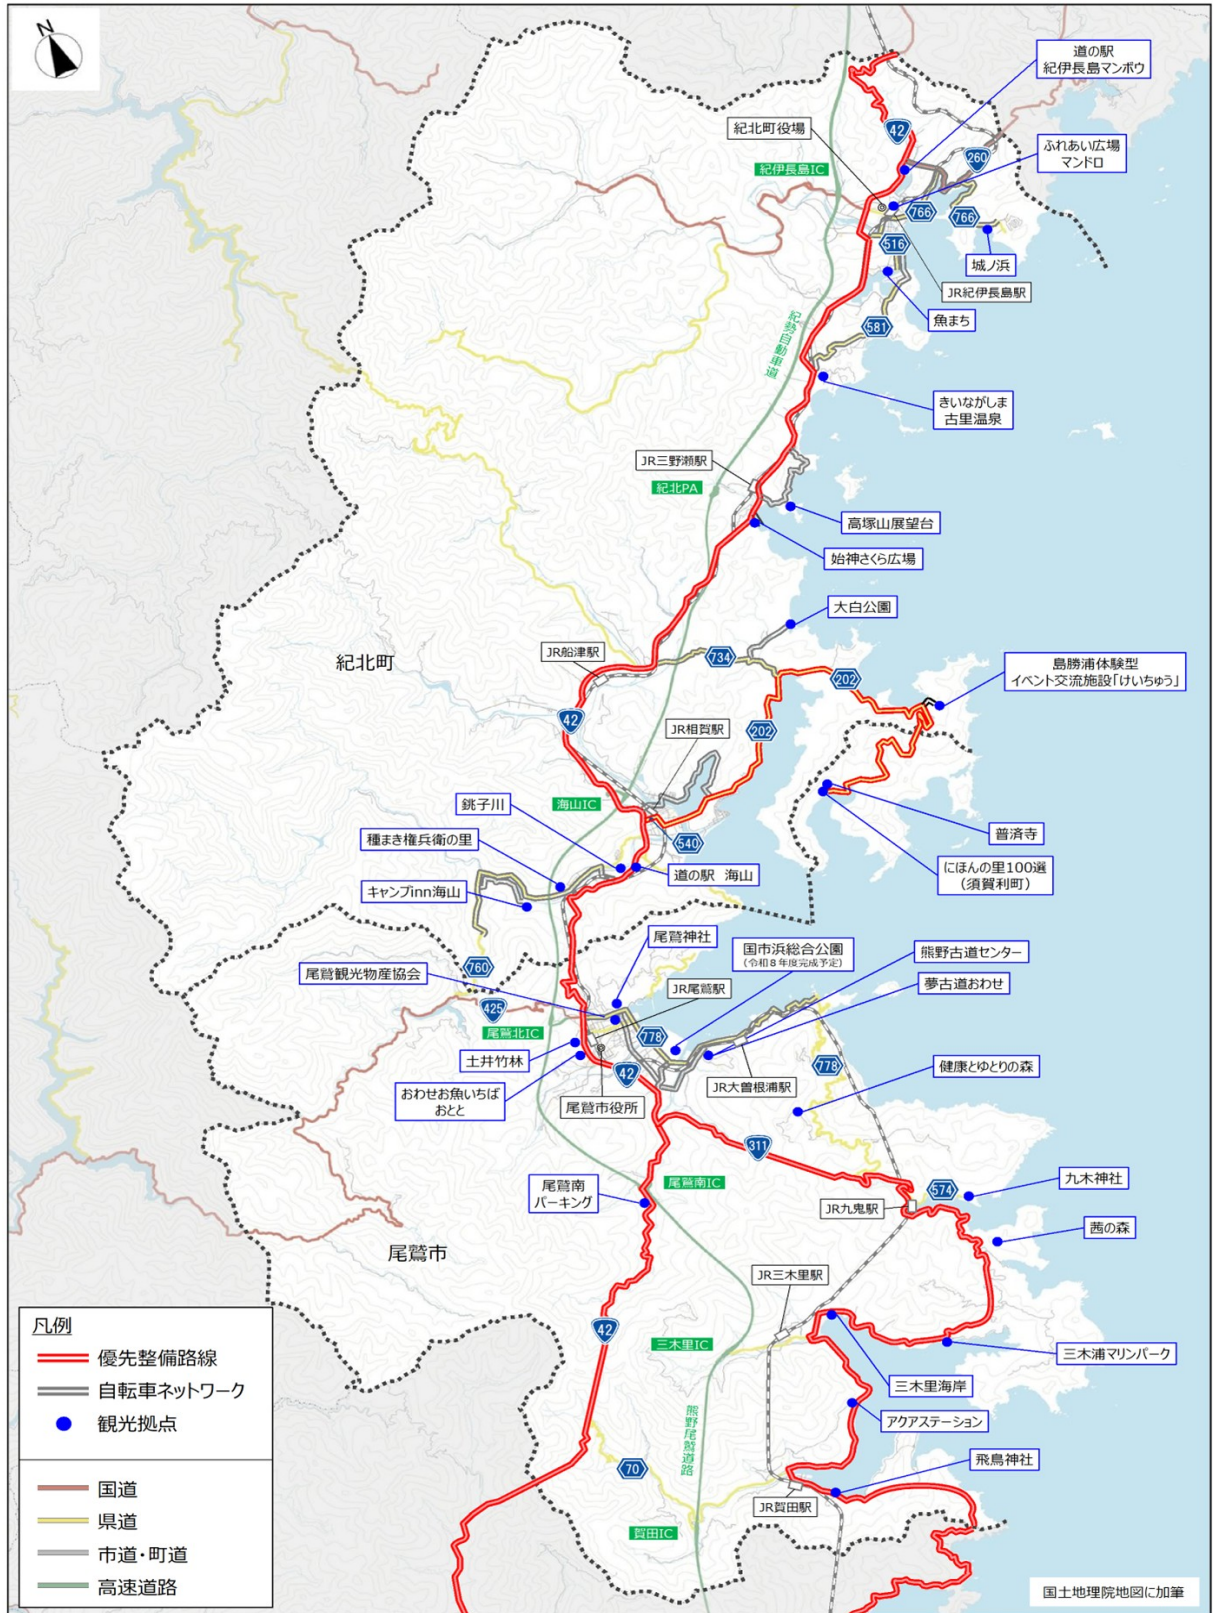 N
道の駅
紀伊長島マンボウ
紀北町役場
42
260
ふれあい広場
マンドロ
紀伊長島IC
766
766
516
城ノ浜
JR紀伊長島駅
魚まち
紀勢自動車道
581
きいながしま
古里温泉
JR三野瀬駅
紀北PA
高塚山展望台
始神さくら広場
大白公園
JR船津駅
734
紀北町
202
島勝浦体験型
イベント交流施設「けいちゅう」
42
JR相賀駅
202
銚子川
海山IC
種まき権兵衛の里
540
普済寺
道の駅 海山
にほんの里100選
(須賀利町)
キャンプinn海山
尾鷲神社
国市浜総合公園
(令和8年度完成予定)
熊野古道センター
760
尾鷲観光物産協会
JR尾鷲駅
夢古道おわせ
425
尾鷲北IC
778
778
土井竹林
健康とゆとりの森
42
JR大曽根浦駅
おわせお魚いちば
おとと
尾鷲市役所
311
尾鷲南
パーキング
尾鷲南IC
574
九木神社
JR九鬼駅
茜の森
尾鷲市
JR三木里駅
42
三木里IC
三木浦マリンパーク
三木里海岸
アクアステーション
熊野尾鷲道路
飛鳥神社
70
JR賀田駅
賀田IC
凡例
優先整備路線
自転車ネットワーク
観光拠点
国道
県道
市道・町道
高速道路
国土地理院地図に加筆